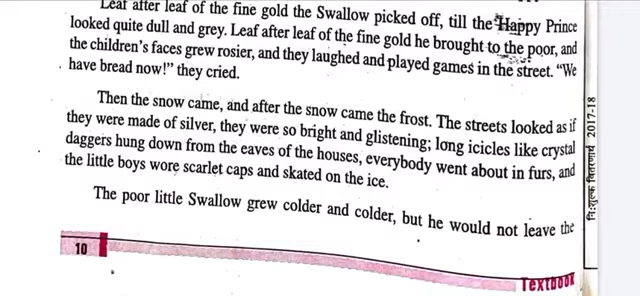 Leaf after leaf of the fine gold the Swallow picked off, till the Happy Prince
looked quite dull and grey. Leaf after leaf of the fine gold he brought to the poor, and
the children's faces grew rosier, and they laughed and played games in the street. "We
have bread now!" they cried.
Then the snow came, and after the snow came the frost. The streets looked as if
they were made of silver, they were so bright and glistening; long icicles like crystal
daggers hung down from the eaves of the houses, everybody went about in furs, and
the little boys wore scarlet caps and skated on the ice.
The poor little Swallow grew colder and colder, but he would not leave the
10
Textbook
निःशुल्क वितरणार्थ 2017-18